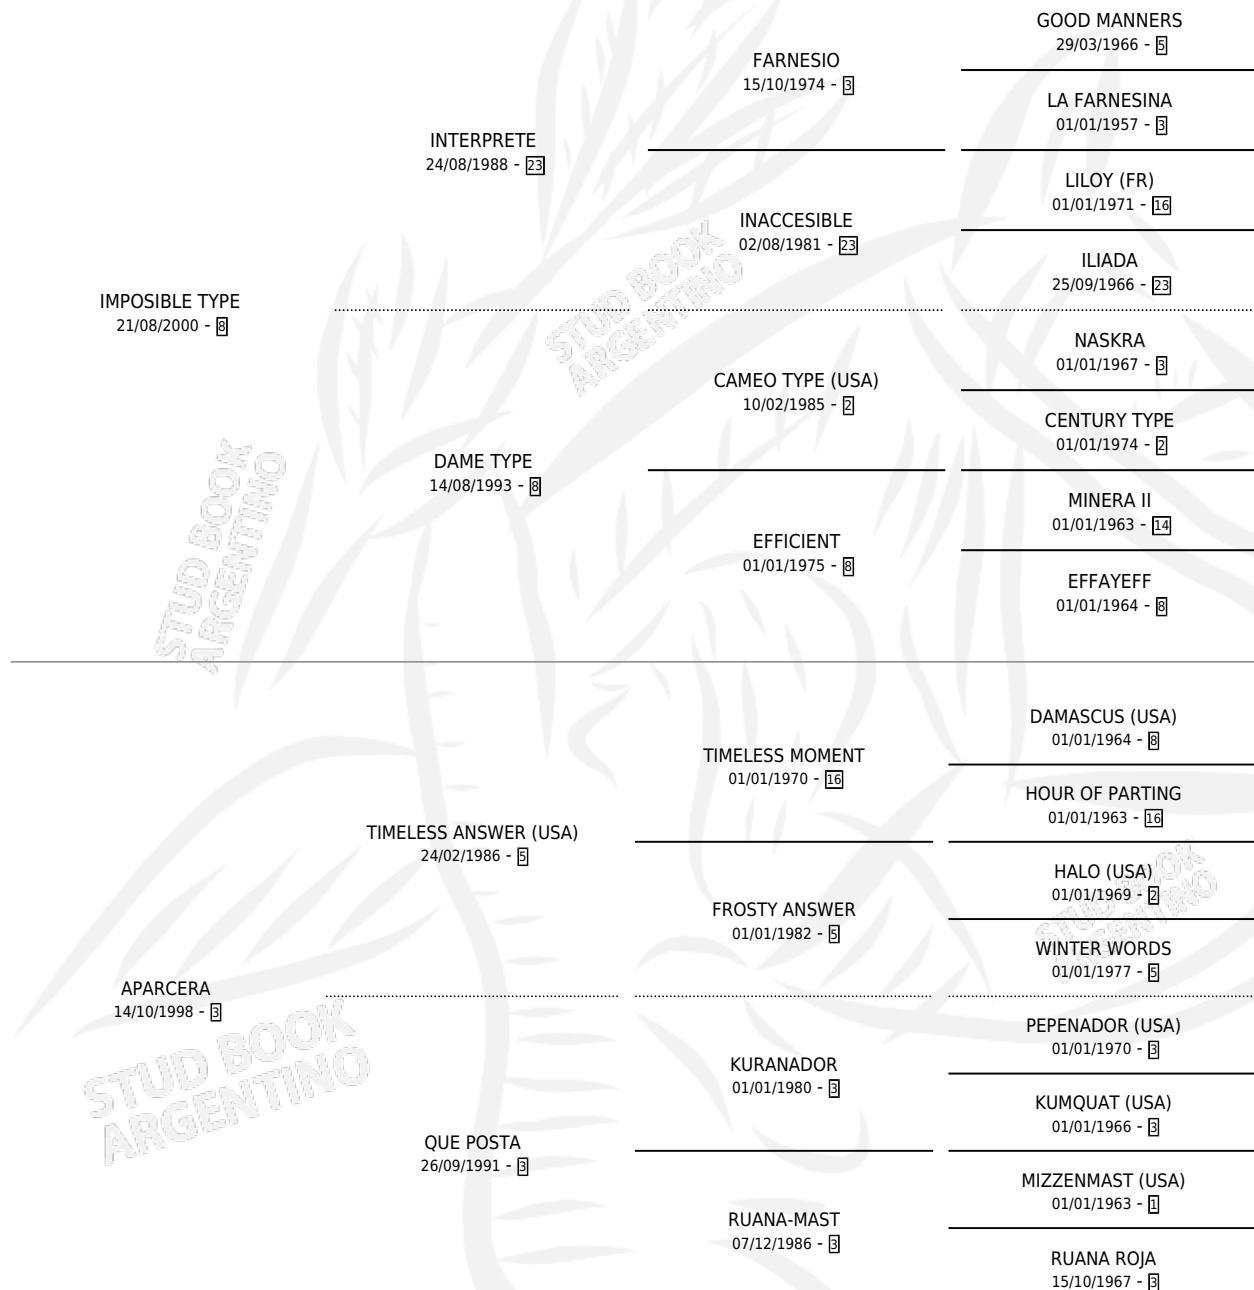 GOOD MANNERS
29/03/1966 - 5
FARNESIO
15/10/1974 - 3
LA FARNESINA
01/01/1957 - 3
INTERPRETE
24/08/1988 - 23
LILOY (FR)
01/01/1971 - 16
INACCESIBLE
02/08/1981 - 23
ILIADA
25/09/1966 - 23
IMPOSIBLE TYPE
21/08/2000 - 8
NASKRA
01/01/1967 - 3
CAMEO TYPE (USA)
10/02/1985 - 2
CENTURY TYPE
01/01/1974 - 2
DAME TYPE
14/08/1993 - 8
MINERA II
01/01/1963 - 14
EFFICIENT
01/01/1975 - 8
EFFAYEFF
01/01/1964 - 8
DAMASCUS (USA)
01/01/1964 - 8
TIMELESS MOMENT
01/01/1970 - 16
HOUR OF PARTING
01/01/1963 - 16
TIMELESS ANSWER (USA)
24/02/1986 - 5
HALO (USA)
01/01/1969 - 2
FROSTY ANSWER
01/01/1982 - 5
WINTER WORDS
01/01/1977 - 5
APARCERA
14/10/1998 - 3
PEPENADOR (USA)
01/01/1970 - 3
KURANADOR
01/01/1980 - 3
KUMQUAT (USA)
01/01/1966 - 3
QUE POSTA
26/09/1991 - 3
MIZZENMAST (USA)
01/01/1963 - 1
RUANA-MAST
07/12/1986 - 3
RUANA ROJA
15/10/1967 - 3
STUD BOOK
ARGENTINO
STUD BOOK
ARGENTINO
STUD BOOK
ARGENTINO
STUD BOOK
ARGENTINO